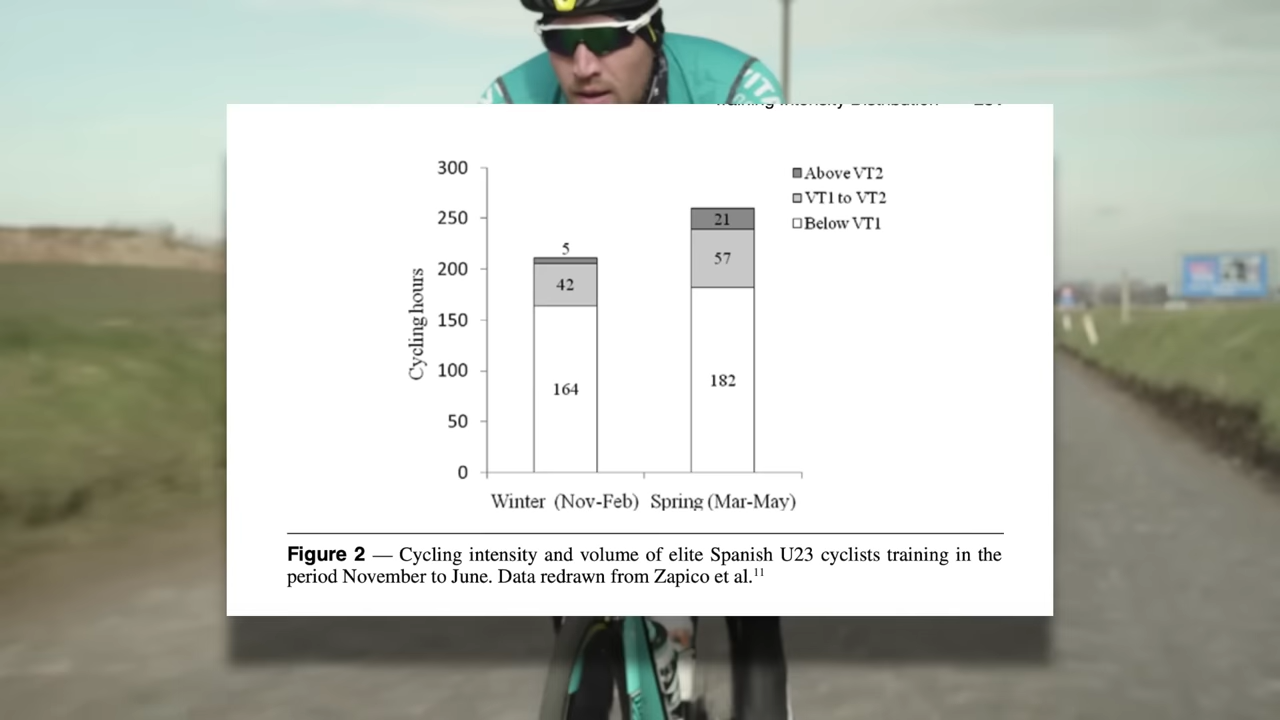 300
250
200
150
100
50
0
Cycling hours
5
42
164
21
57
182
Above VT2
VT1 to VT2
Below VT1
Winter (Nov-Feb) Spring (Mar-May)
Figure 2 — Cycling intensity and volume of elite Spanish U23 cyclists training in the
period November to June. Data redrawn from Zapico et al.¹¹